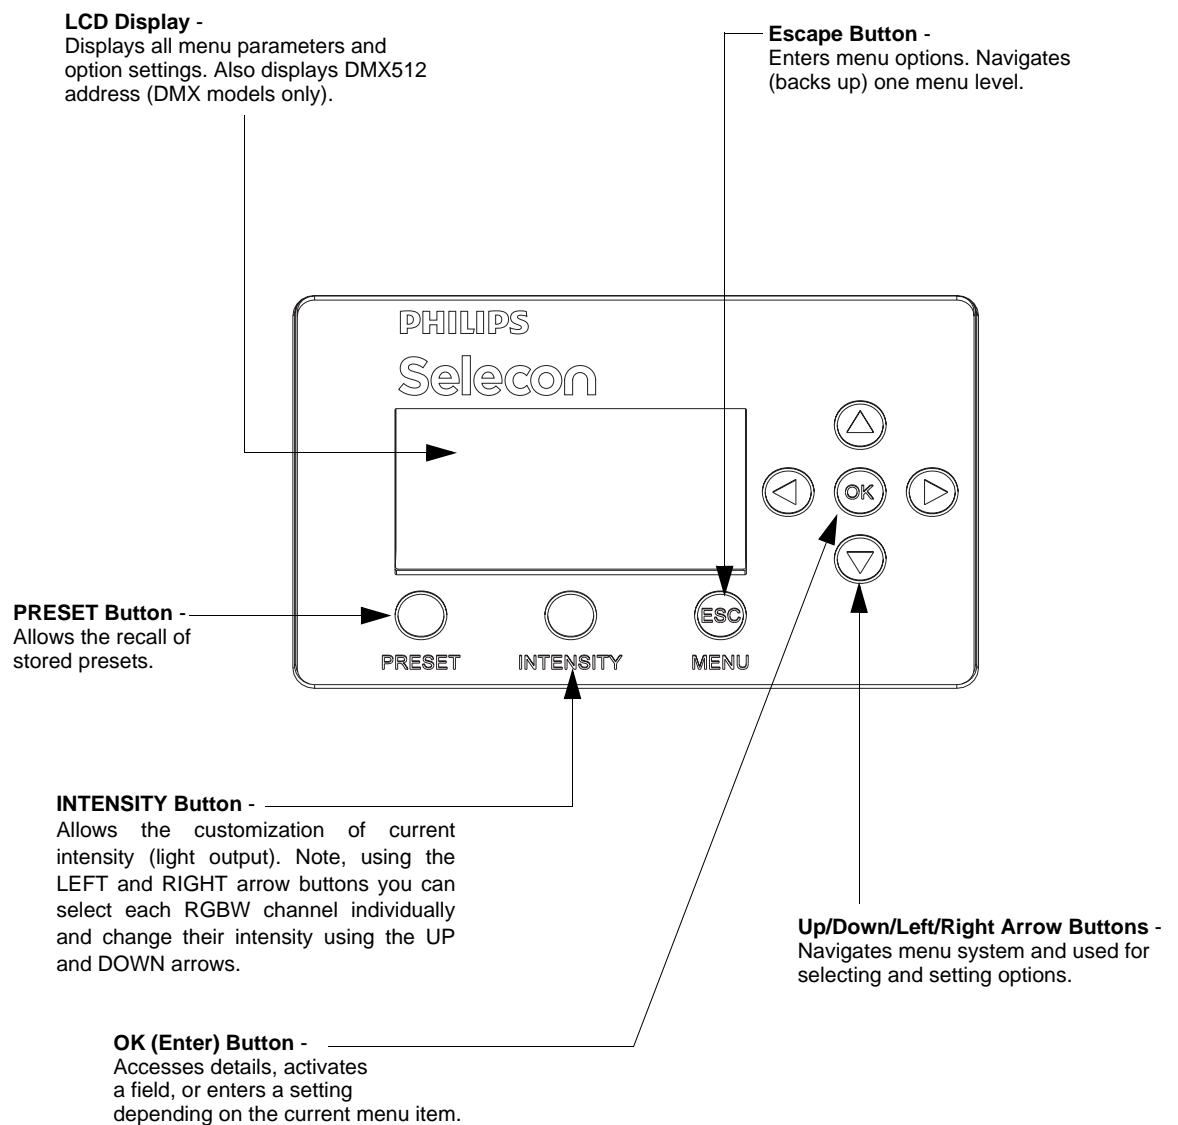 LCD Display -
Displays all menu parameters and
option settings. Also displays DMX512
address (DMX models only).
Escape Button -
Enters menu options. Navigates
(backs up) one menu level.
PHILIPS
Selecon
OK
ESC
PRESET
INTENSITY
MENU
PRESET Button -
Allows the recall of
stored presets.
INTENSITY Button -
Allows the customization of current
intensity (light output). Note, using the
LEFT and RIGHT arrow buttons you can
select each RGBW channel individually
and change their intensity using the UP
and DOWN arrows.
Up/Down/Left/Right Arrow Buttons -
Navigates menu system and used for
selecting and setting options.
OK (Enter) Button -
Accesses details, activates
a field, or enters a setting
depending on the current menu item.